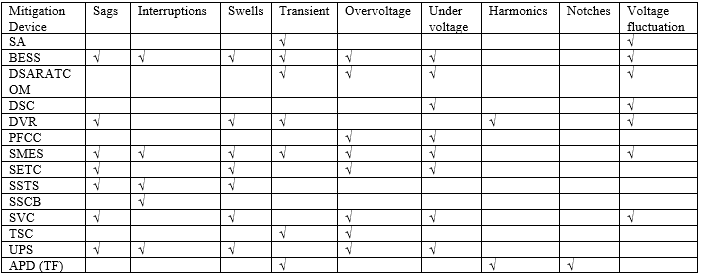 Mitigation Sags Interruptions Swells Transient Overvoltage Under Harmonics Notches Voltage
Device voltage fluctuation
SA √ √
BESS √ √ √ √ √ √ √
DSARATC √ √ √ √
OM
DSC √ √
DVR √ √ √ √ √
PFCC √ √
SMES √ √ √ √ √ √ √
SETC √ √ √ √
SSTS √ √ √
SSCB √
SVC √ √ √ √ √
TSC √ √
UPS √ √ √ √ √
APD (TF) √ √ √